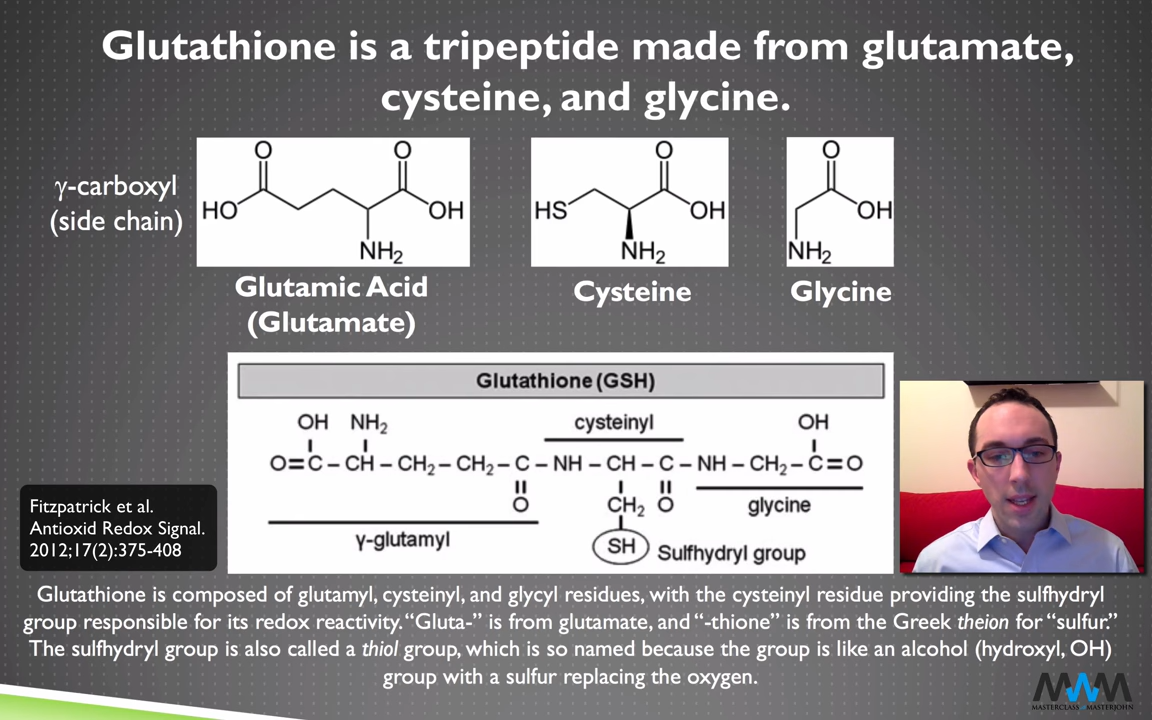 Glutathione is a tripeptide made from glutamate,
cysteine, and glycine.
γ-carboxyl
(side chain)
O
O
HO
OH
NH2
O
HS
OH
NH2
O
OH
NH2
Glutamic Acid
(Glutamate)
Cysteine
Glycine
Glutathione (GSH)
OH NH2
cysteinyl
OH
O=C – CH – CH2 – CH2 – C – NH – CH – C – NH – CH2 – C=O
O
CH2 O
glycine
γ-glutamyl
SH
Sulfhydryl group
Fitzpatrick et al.
Antioxid Redox Signal.
2012;17(2):375-408
Glutathione is composed of glutamyl, cysteinyl, and glycyl residues, with the cysteinyl residue providing the sulfhydryl
group responsible for its redox reactivity. “Gluta-” is from glutamate, and “-thione” is from the Greek theion for “sulfur.”
The sulfhydryl group is also called a thiol group, which is so named because the group is like an alcohol (hydroxyl, OH)
group with a sulfur replacing the oxygen.
MWM
MASTERCLASS MASTERJOHN